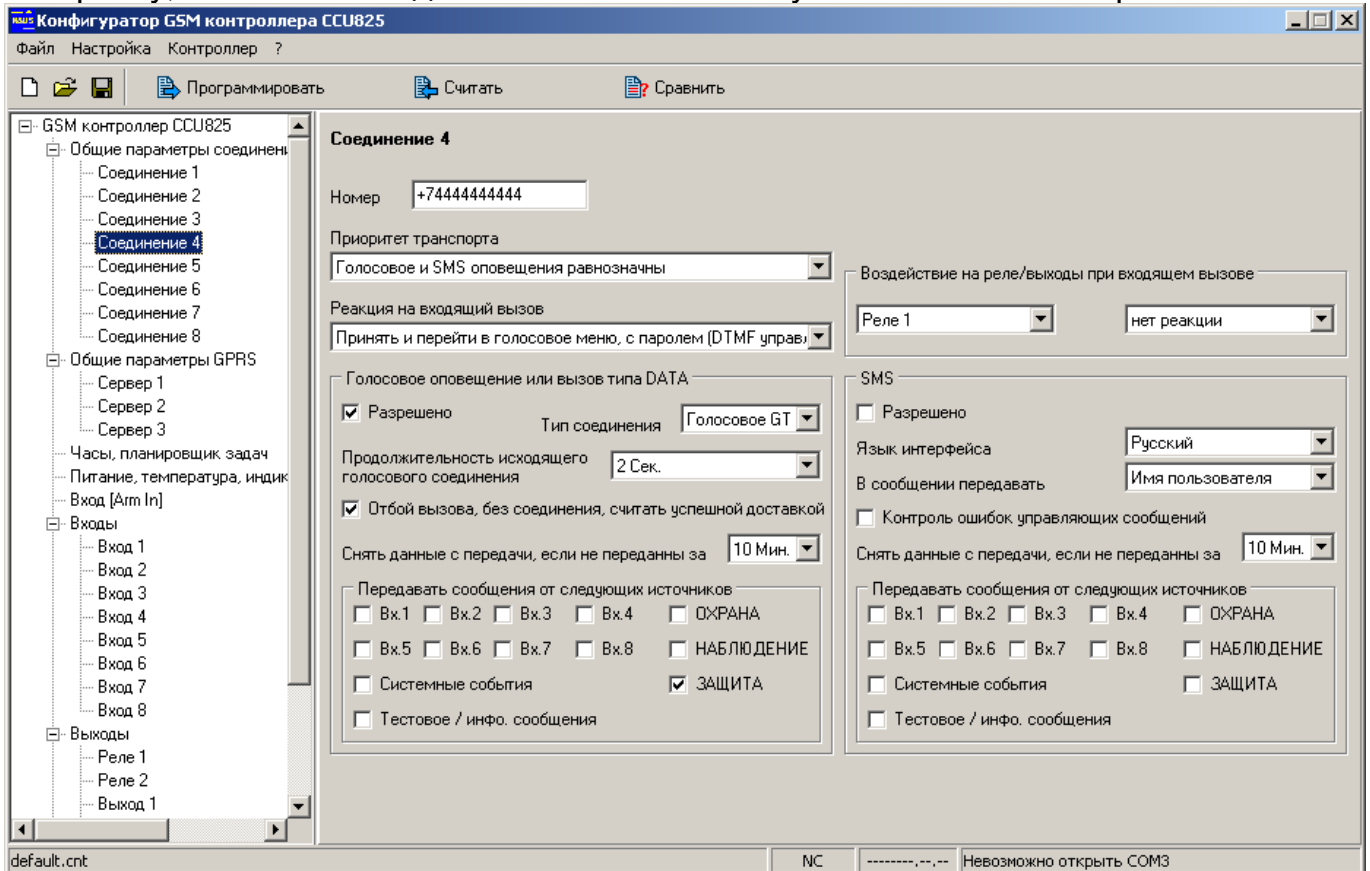 Конфигуратор GSM контроллера CCU825
Файл Настройка Контроллер ?
Программировать Считать Сравнить
GSM контроллер CCU825
Общие параметры соединен
Соединение 1
Соединение 2
Соединение 3
Соединение 4
Соединение 5
Соединение 6
Соединение 7
Соединение 8
Общие параметры GPRS
Сервер 1
Сервер 2
Сервер 3
Часы, планировщик задач
Питание, температура, индик
Вход [Arm In]
Входы
Вход 1
Вход 2
Вход 3
Вход 4
Вход 5
Вход 6
Вход 7
Вход 8
Выходы
Реле 1
Реле 2
Выход 1
Соединение 4
Номер +74444444444
Приоритет транспорта
Голосовое и SMS оповещения равнозначны
Реакция на входящий вызов
Принять и перейти в голосовое меню, с паролем (DTMF управл
Воздействие на реле/выходы при входящем вызове
Реле 1 нет реакции
Голосовое оповещение или вызов типа DATA
Разрешено
Тип соединения Голосовое GT
Продолжительность исходящего
голосового соединения
2 Сек.
Отбой вызова, без соединения, считать успешной доставкой
Снять данные с передачи, если не переданны за 10 Мин.
Передавать сообщения от следующих источников
Вх.1 Вх.2 Вх.3 Вх.4 ОХРАНА
Вх.5 Вх.6 Вх.7 Вх.8 НАБЛЮДЕНИЕ
Системные события ЗАЩИТА
Тестовое / инфо. сообщения
SMS
Разрешено
Язык интерфейса Русский
В сообщении передавать Имя пользователя
Контроль ошибок управляющих сообщений
Снять данные с передачи, если не переданны за 10 Мин.
Передавать сообщения от следующих источников
Вх.1 Вх.2 Вх.3 Вх.4 ОХРАНА
Вх.5 Вх.6 Вх.7 Вх.8 НАБЛЮДЕНИЕ
Системные события ЗАЩИТА
Тестовое / инфо. сообщения
default.cnt NC --------,--,-- Невозможно открыть COM3